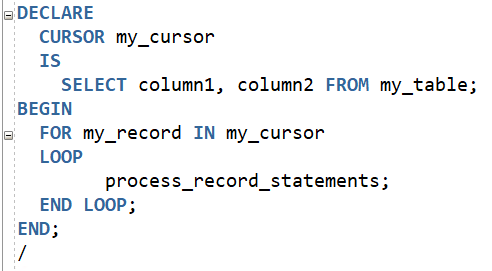 DECLARE
CURSOR my_cursor
IS
SELECT column1, column2 FROM my_table;
BEGIN
FOR my_record IN my_cursor
LOOP
process_record_statements;
END LOOP;
END;
/